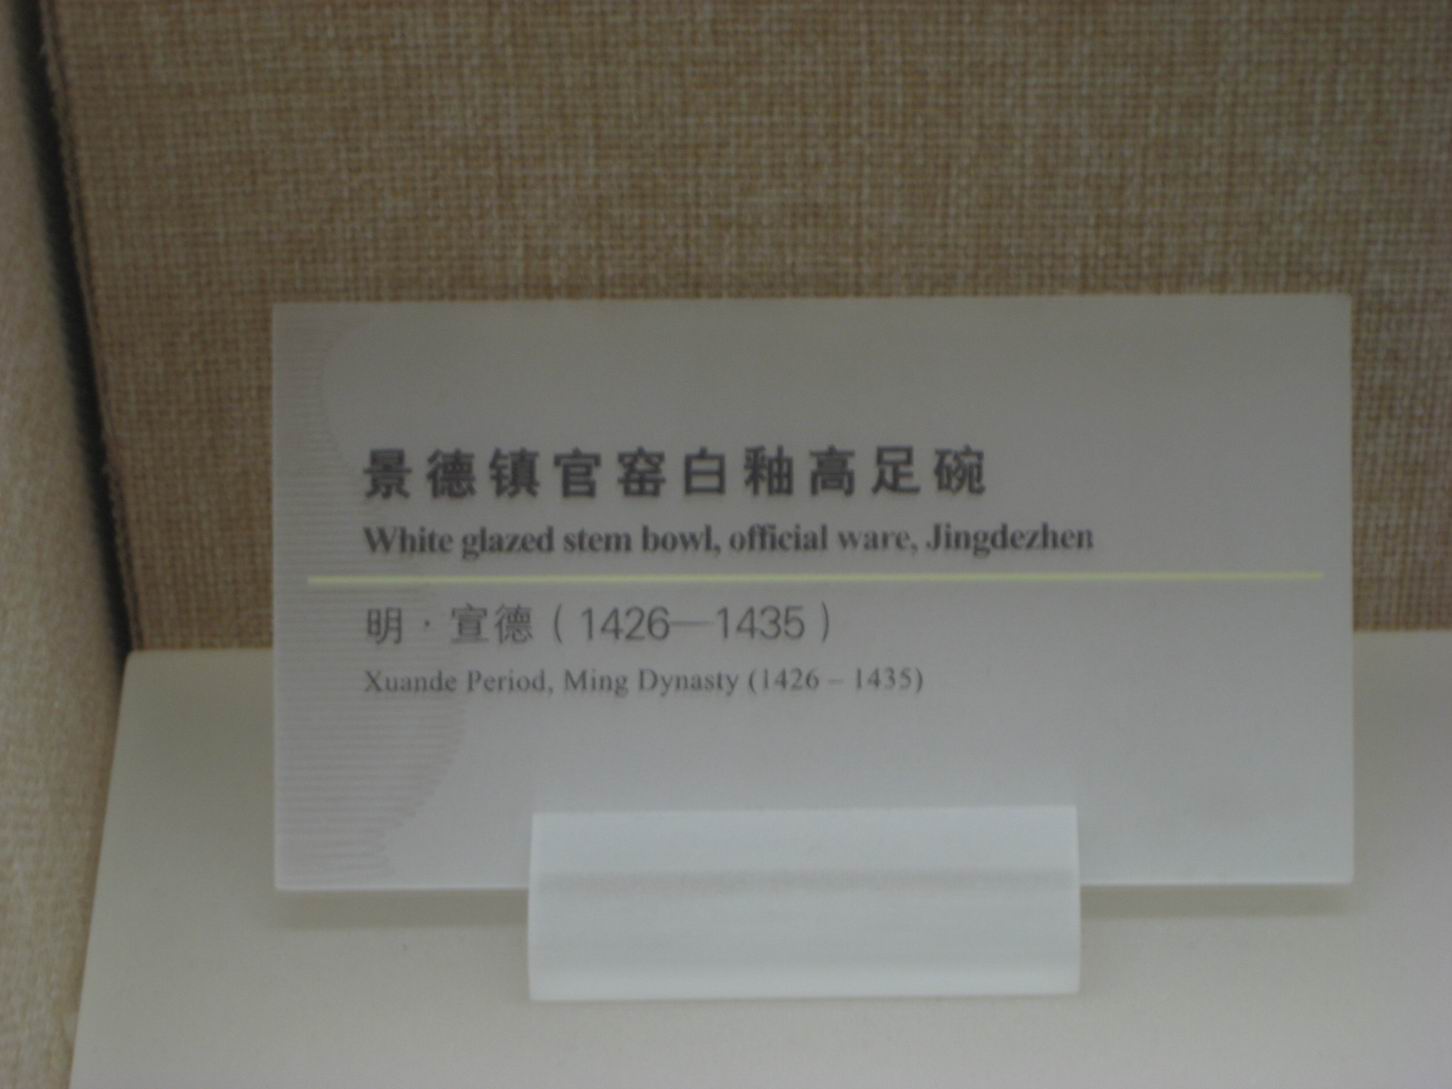 景德镇官窑白釉高足碗
White glazed stem bowl, official ware, Jingdezhen
明·宣德（1426—1435）
Xuande Period, Ming Dynasty (1426 – 1435)